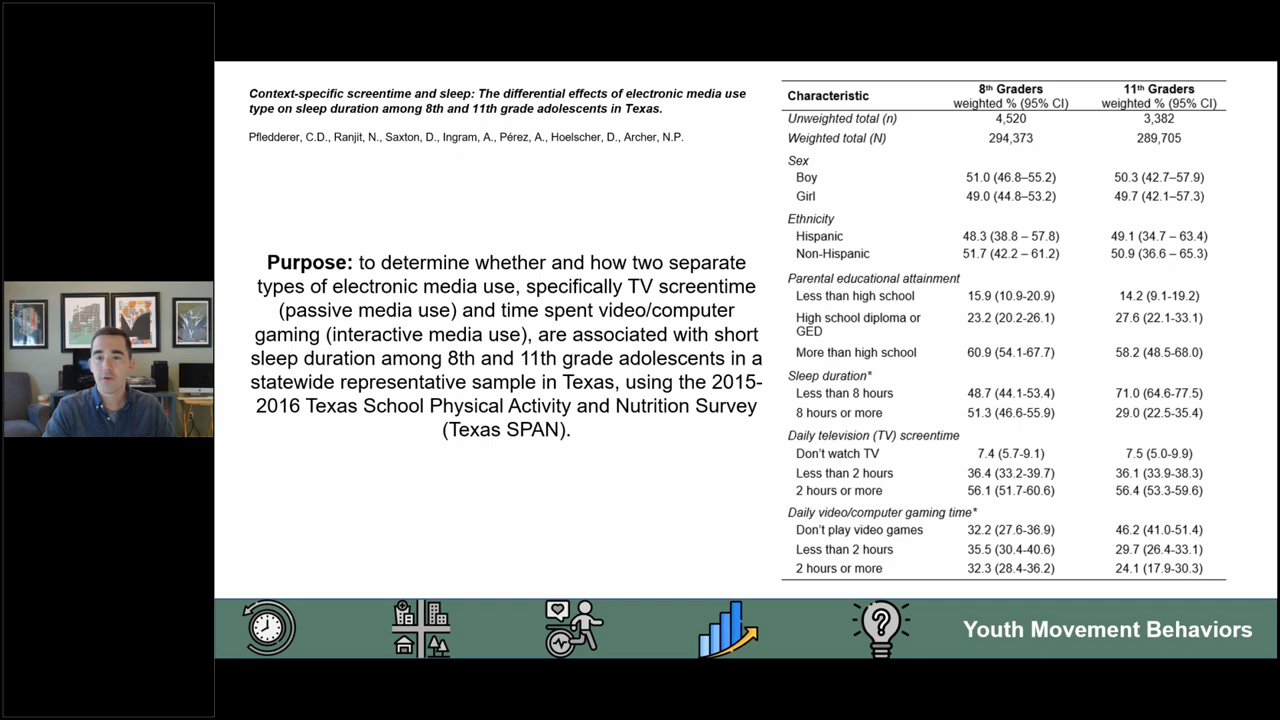 Context-specific screentime and sleep: The differential effects of electronic media use
type on sleep duration among 8th and 11th grade adolescents in Texas.
Pfledderer, C.D., Ranjit, N., Saxton, D., Ingram, A., Pérez, A., Hoelscher, D., Archer, N.P.
Purpose: to determine whether and how two separate
types of electronic media use, specifically TV screentime
(passive media use) and time spent video/computer
gaming (interactive media use), are associated with short
sleep duration among 8th and 11th grade adolescents in a
statewide representative sample in Texas, using the 2015-
2016 Texas School Physical Activity and Nutrition Survey
(Texas SPAN).
Characteristic 8th Graders weighted % (95% CI) 11th Graders weighted % (95% CI)
Unweighted total (n) 4,520 3,382
Weighted total (N) 294,373 289,705
Sex
Boy 51.0 (46.8–55.2) 50.3 (42.7–57.9)
Girl 49.0 (44.8–53.2) 49.7 (42.1–57.3)
Ethnicity
Hispanic 48.3 (38.8 – 57.8) 49.1 (34.7 – 63.4)
Non-Hispanic 51.7 (42.2 – 61.2) 50.9 (36.6 – 65.3)
Parental educational attainment
Less than high school 15.9 (10.9-20.9) 14.2 (9.1-19.2)
High school diploma or GED 23.2 (20.2-26.1) 27.6 (22.1-33.1)
More than high school 60.9 (54.1-67.7) 58.2 (48.5-68.0)
Sleep duration*
Less than 8 hours 48.7 (44.1-53.4) 71.0 (64.6-77.5)
8 hours or more 51.3 (46.6-55.9) 29.0 (22.5-35.4)
Daily television (TV) screentime
Don't watch TV 7.4 (5.7-9.1) 7.5 (5.0-9.9)
Less than 2 hours 36.4 (33.2-39.7) 36.1 (33.9-38.3)
2 hours or more 56.1 (51.7-60.6) 56.4 (53.3-59.6)
Daily video/computer gaming time*
Don't play video games 32.2 (27.6-36.9) 46.2 (41.0-51.4)
Less than 2 hours 35.5 (30.4-40.6) 29.7 (26.4-33.1)
2 hours or more 32.3 (28.4-36.2) 24.1 (17.9-30.3)
Youth Movement Behaviors